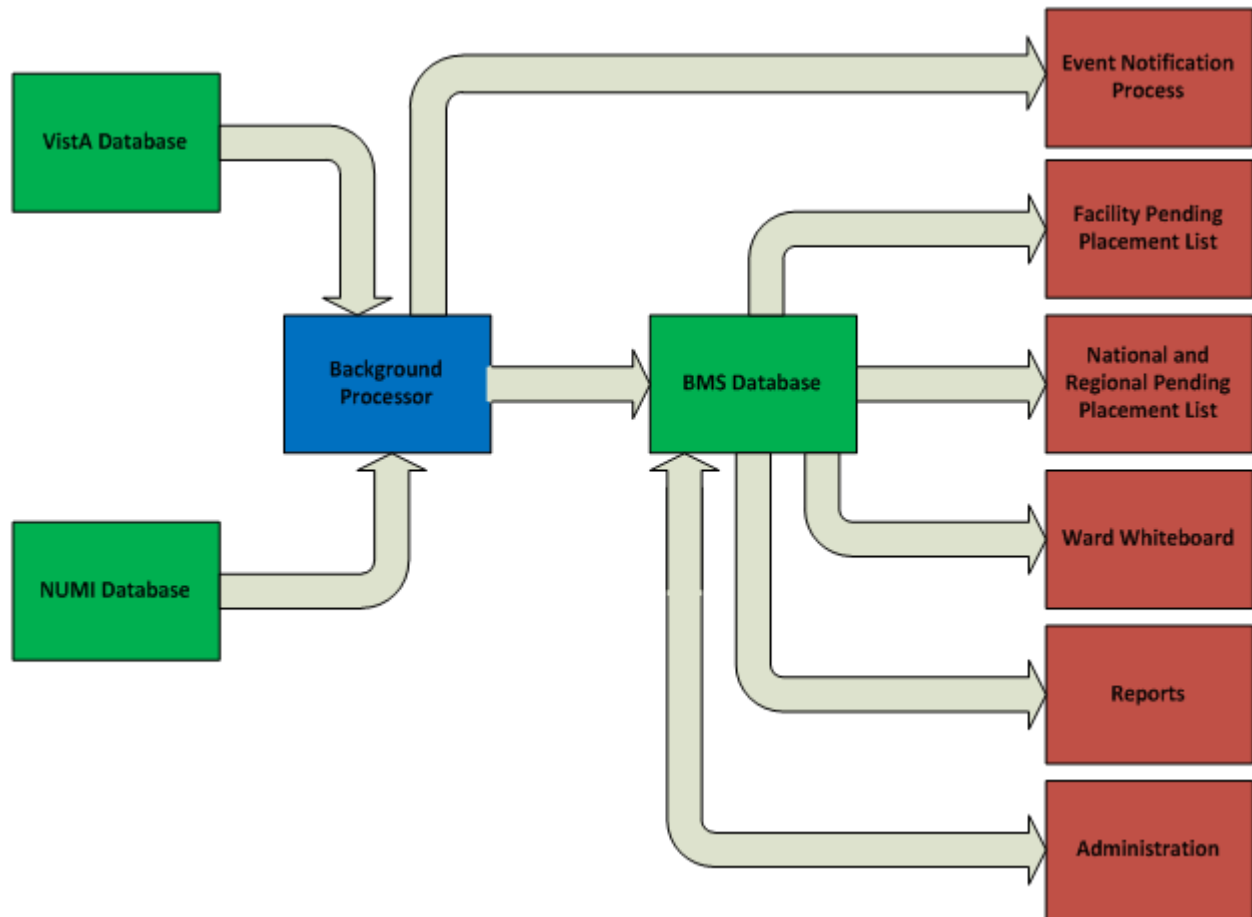 Event Notification
Process
VistA Database
Facility Pending
Placement List
Background
Processor
BMS Database
National and
Regional Pending
Placement List
Ward Whiteboard
NUMI Database
Reports
Administration